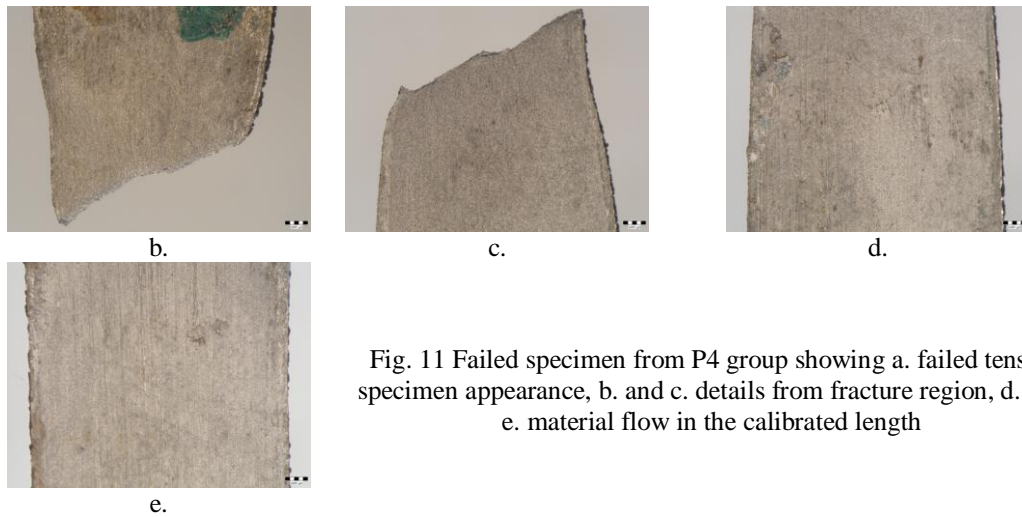 b.
c.
d.
e.
Fig. 11 Failed specimen from P4 group showing a. failed tens
specimen appearance, b. and c. details from fracture region, d.
e. material flow in the calibrated length